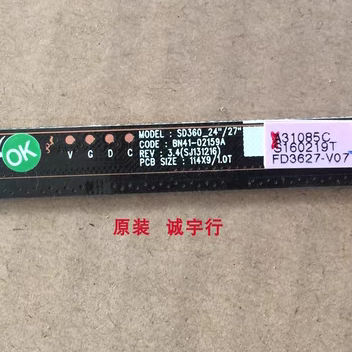 OK
V G D C
MODEL : SD360_24"/27"
CODE : BN41-02159A
REV : 3.4(SJ131216)
PCB SIZE : 114X9/1.0T
A31085C
S160219T
FD3627-V07
原装 诚宇行